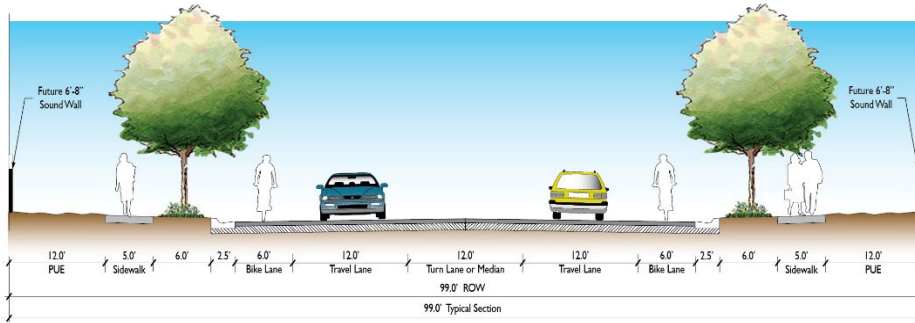 Future 6'-8"
Sound Wall
Future 6'-8"
Sound Wall
12.0' 5.0' 6.0' 2.5' 6.0' 12.0' 12.0' 12.0' 6.0' 2.5' 6.0' 5.0' 12.0'
PUE Sidewalk Bike Lane Travel Lane Turn Lane or Median Travel Lane Bike Lane Sidewalk PUE
99.0' ROW
99.0' Typical Section